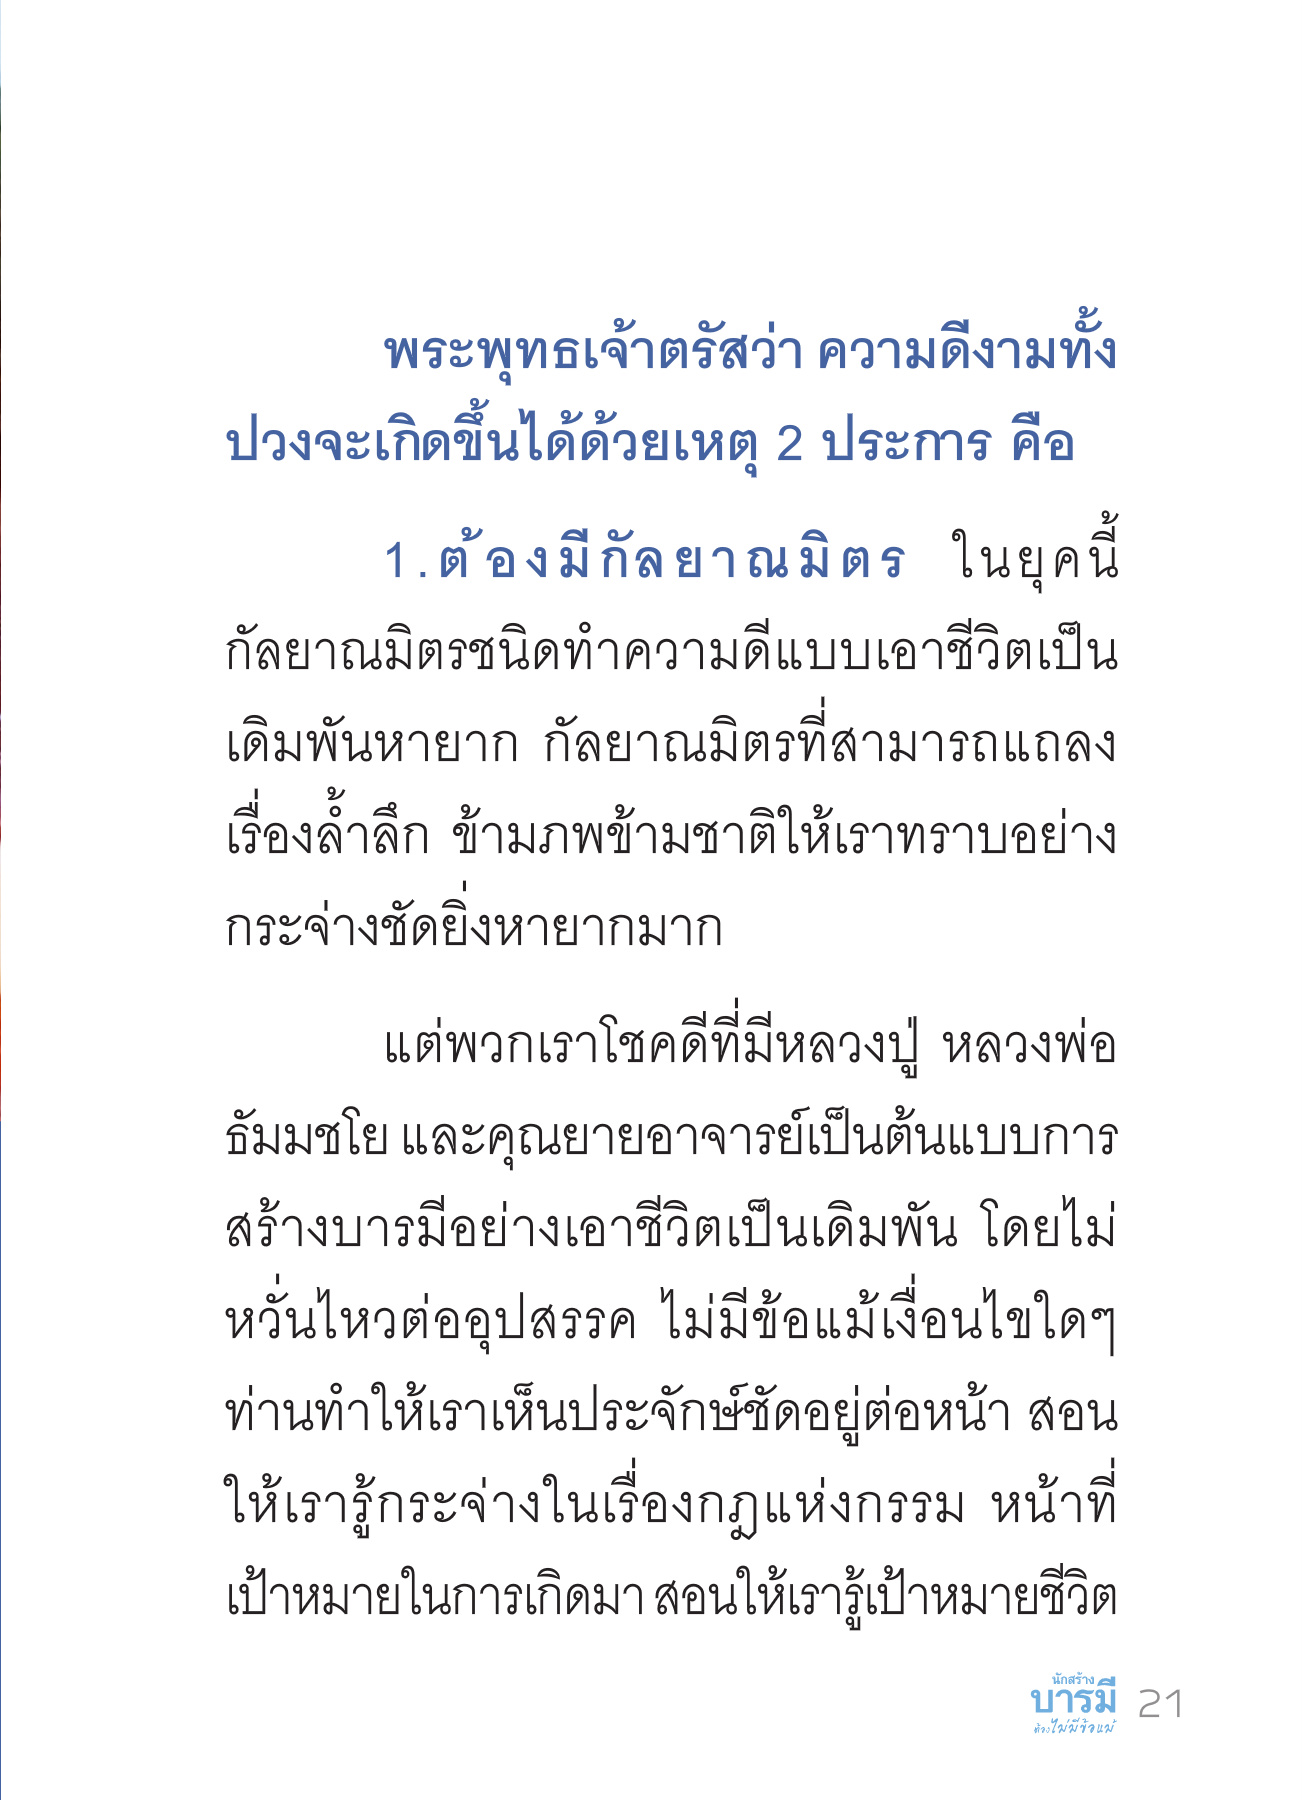 พระพุทธเจ้าตรัสว่า ความดีงามทั้ง
ปวงจะเกิดขึ้นได้ด้วยเหตุ 2 ประการ คือ
1.ต้องมีกัลยาณมิตร ในยุคนี้
กัลยาณมิตรชนิดทำความดีแบบเอาชีวิตเป็น
เดิมพันหายาก กัลยาณมิตรที่สามารถแถลง
เรื่องล้ำลึก ข้ามภพข้ามชาติให้เราทราบอย่าง
กระจ่างชัดยิ่งหายากมาก
แต่พวกเราโชคดีที่มีหลวงปู่ หลวงพ่อ
ธัมมชโย และคุณยายอาจารย์เป็นต้นแบบการ
สร้างบารมีอย่างเอาชีวิตเป็นเดิมพัน โดยไม่
หวั่นไหวต่ออุปสรรค ไม่มีข้อแม้เงื่อนไขใดๆ
ท่านทำให้เราเห็นประจักษ์ชัดอยู่ต่อหน้า สอน
ให้เรารู้กระจ่างในเรื่องกฎแห่งกรรม หน้าที่
เป้าหมายในการเกิดมา สอนให้เรารู้เป้าหมายชีวิต
นักสร้าง
บารมี
ต้องไม่มีข้อแม้
21